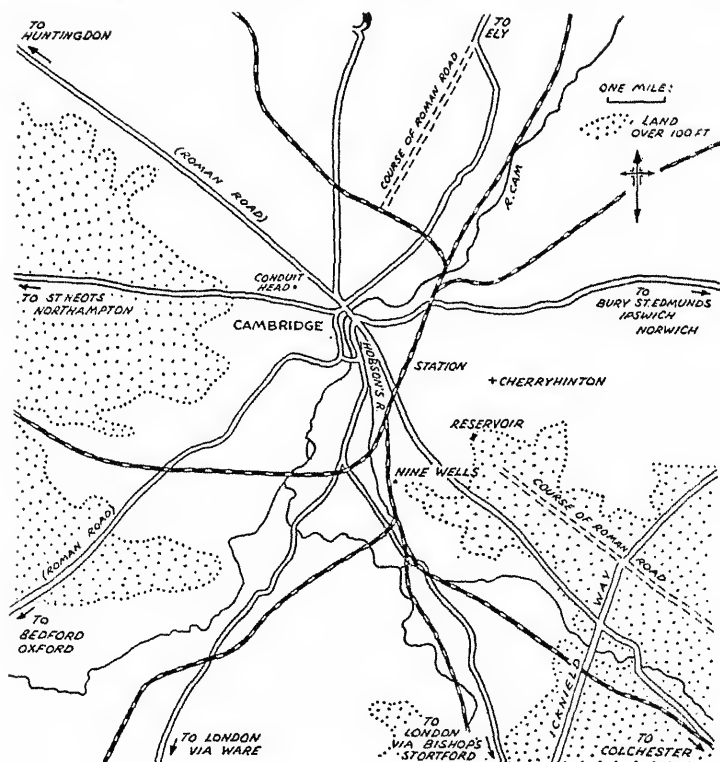 TO
HUNTINGDON
TO
ELY
COURSE OF ROMAN ROAD
ONE MILE:
LAND
OVER 100 FT
(ROMAN ROAD)
R. CAM
CONDUIT
HEAD
TO ST NEOTS
NORTHAMPTON
TO
BURY ST. EDMUNDS
IPSWICH
NORWICH
CAMBRIDGE
HOBSON'S R.
STATION
CHERRYHINTON
RESERVOIR
NINE WELLS
COURSE OF ROMAN ROAD
(ROMAN ROAD)
ICKNIELD WAY
TO
BEDFORD
OXFORD
TO LONDON
VIA WARE
TO
LONDON
VIA BISHOP'S
STORTFORD
TO
COLCHESTER